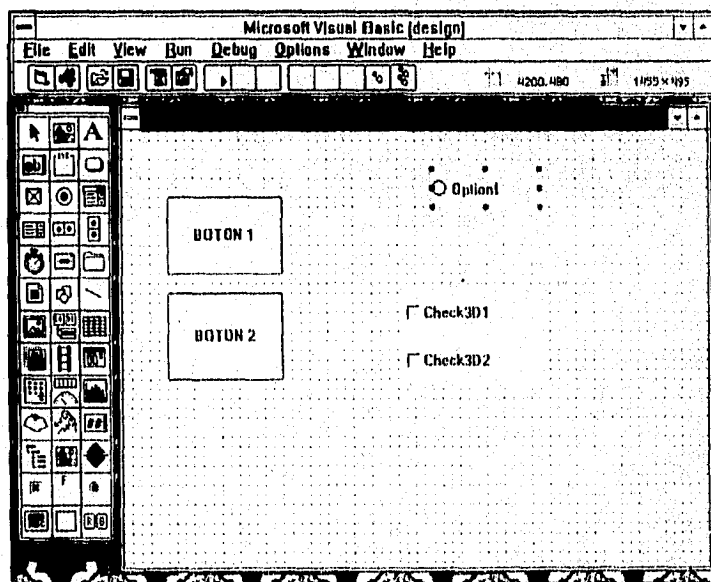 Microsoft Visual Basic [design]
File Edit View Run Debug Options Window Help
4200, 480 1455 × 495
A
ab
Option1
BOTON 1
Check3D1
BOTON 2
Check3D2